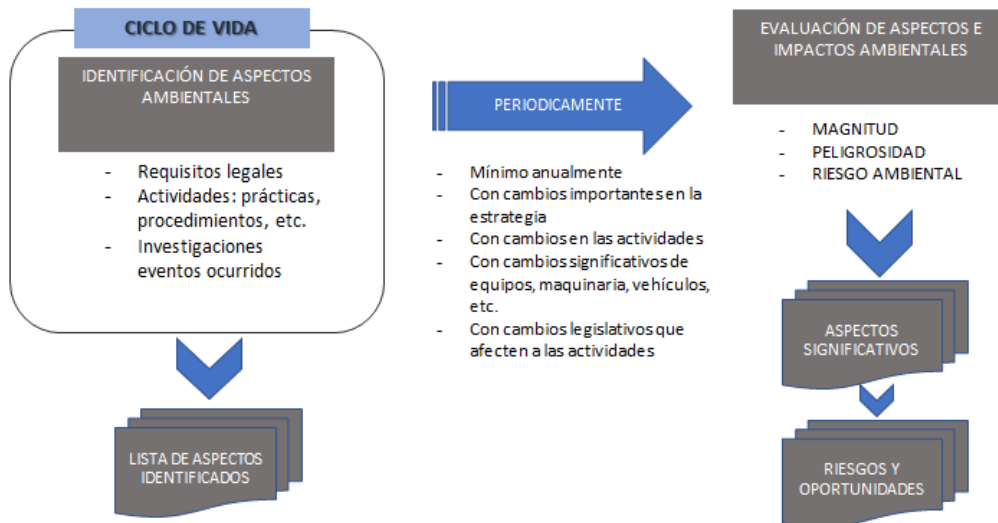 CICLO DE VIDA
IDENTIFICACIÓN DE ASPECTOS
AMBIENTALES
- Requisitos legales
- Actividades: prácticas,
procedimientos, etc.
- Investigaciones
eventos ocurridos
LISTA DE ASPECTOS
IDENTIFICADOS
PERIODICAMENTE
- Mínimo anualmente
- Con cambios importantes en la
estrategia
- Con cambios en las actividades
- Con cambios significativos de
equipos, maquinaria, vehículos,
etc.
- Con cambios legislativos que
afecten a las actividades
EVALUACIÓN DE ASPECTOS E
IMPACTOS AMBIENTALES
- MAGNITUD
- PELIGROSIDAD
- RIESGO AMBIENTAL
ASPECTOS
SIGNIFICATIVOS
RIESGOS Y
OPORTUNIDADES